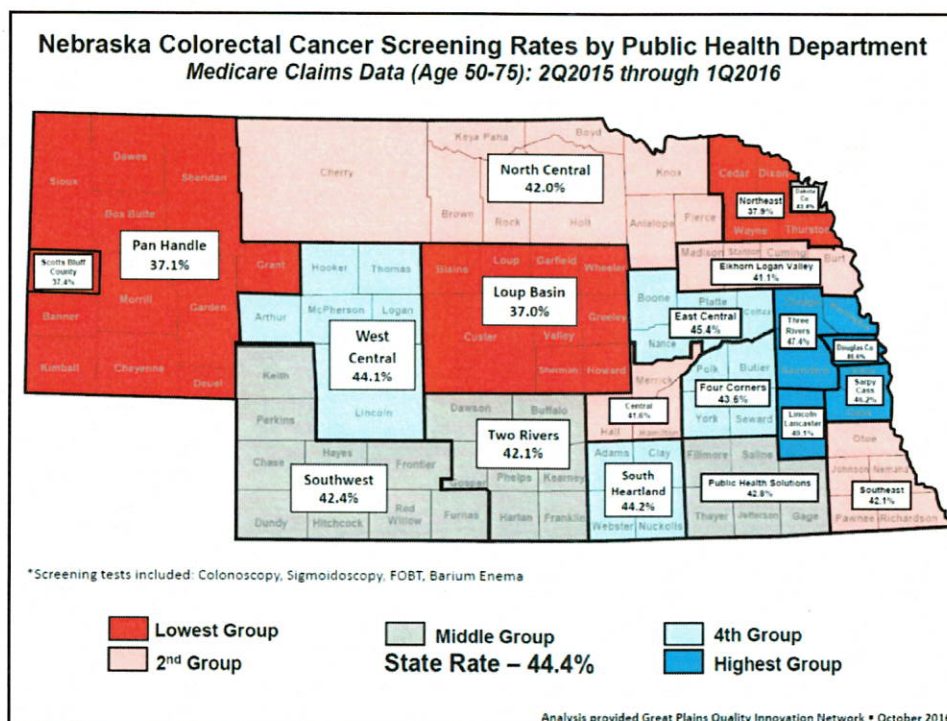 Nebraska Colorectal Cancer Screening Rates by Public Health Department
Medicare Claims Data (Age 50-75): 2Q2015 through 1Q2016
Sioux
Dawes
Sheridan
Box Butte
Pan Handle
37.1%
Scotts Bluff
County
37.4%
Banner
Morrill
Garden
Kimball
Cheyenne
Deuel
Grant
Cherry
Keya Paha
Boyd
North Central
42.0%
Brown
Rock
Holt
Knox
Antelope
Pierce
Cedar
Dixon
Northeast
37.9%
Wayne
Thurston
Dakota
Co
Hooker
Thomas
Arthur
McPherson
Logan
West
Central
44.1%
Lincoln
Blaine
Loup
Garfield
Wheeler
Loup Basin
37.0%
Custer
Valley
Greeley
Sherman
Howard
Madison
Stanton
Cuming
Burt
Elkhorn Logan Valley
41.1%
Boone
Platte
Colfax
East Central
45.4%
Nance
Three
Rivers
47.4%
Douglas Co
Sarpy
Cass
46.2%
Lincoln
Lancaster
Polk
Butler
Four Corners
43.6%
York
Seward
Merrick
Central
41.6%
Hall
Hamilton
Keith
Perkins
Chase
Hayes
Frontier
Southwest
42.4%
Dundy
Hitchcock
Red
Willow
Furnas
Dawson
Buffalo
Two Rivers
42.1%
Gosper
Phelps
Kearney
Harlan
Franklin
Adams
Clay
South
Heartland
44.2%
Webster
Nuckolls
Fillmore
Saline
Public Health Solutions
42.8%
Thayer
Jefferson
Gage
Otoe
Johnson
Nemaha
Southeast
42.1%
Pawnee
Richardson
*Screening tests included: Colonoscopy, Sigmoidoscopy, FOBT, Barium Enema
Lowest Group
2nd Group
Middle Group
State Rate – 44.4%
4th Group
Highest Group
Analysis provided Great Plains Quality Innovation Network • October 2016